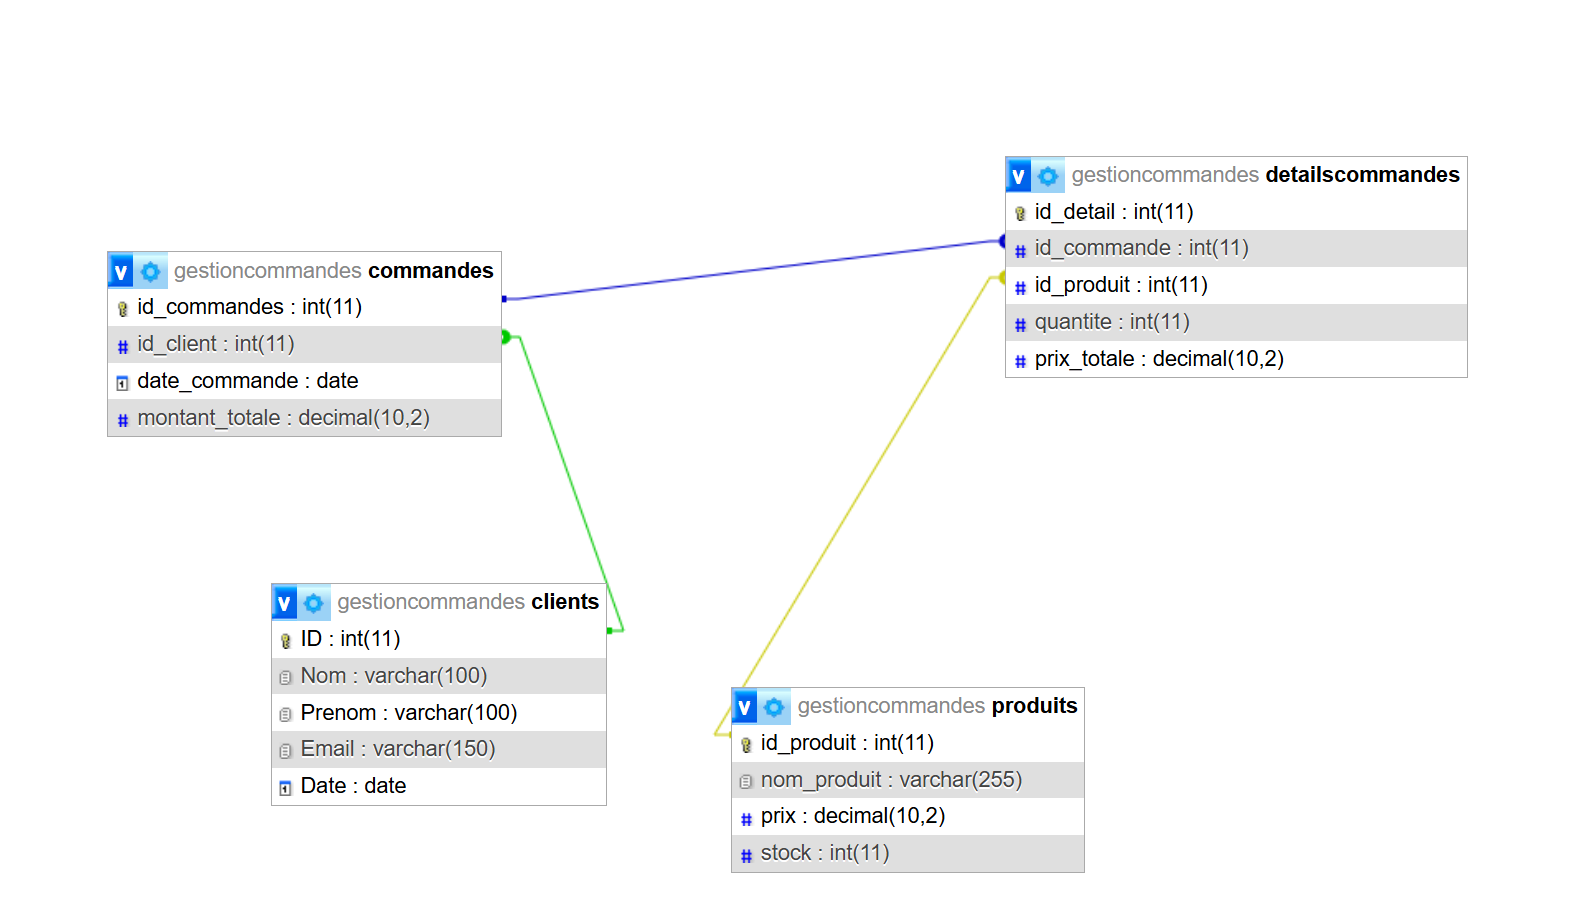 v gestioncommandes commandes
id_commandes : int(11)
# id_client : int(11)
date_commande : date
# montant_totale : decimal(10,2)
v gestioncommandes detailscommandes
id_detail : int(11)
# id_commande : int(11)
# id_produit : int(11)
# quantite : int(11)
# prix_totale : decimal(10,2)
v gestioncommandes clients
ID : int(11)
Nom : varchar(100)
Prenom : varchar(100)
Email : varchar(150)
Date : date
v gestioncommandes produits
id_produit : int(11)
nom_produit : varchar(255)
# prix : decimal(10,2)
# stock : int(11)